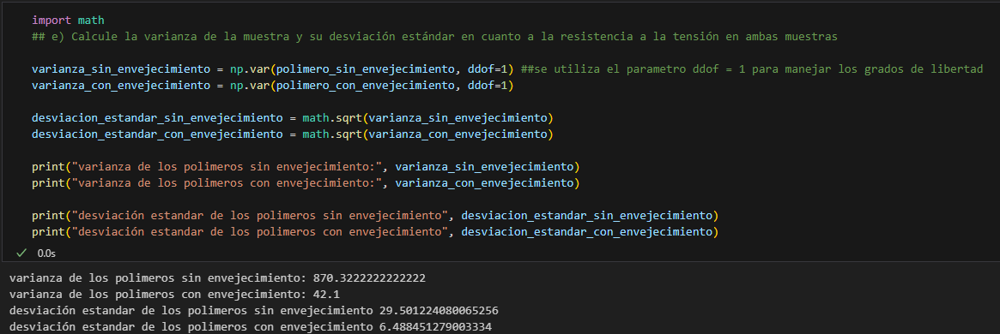 import math
## e) Calcule la varianza de la muestra y su desviación estándar en cuanto a la resistencia a la tensión en ambas muestras
varianza_sin_envejecimiento = np.var(polimero_sin_envejecimiento, ddof=1) ##se utiliza el parametro ddof = 1 para manejar los grados de libertad
varianza_con_envejecimiento = np.var(polimero_con_envejecimiento, ddof=1)
desviacion_estandar_sin_envejecimiento = math.sqrt(varianza_sin_envejecimiento)
desviacion_estandar_con_envejecimiento = math.sqrt(varianza_con_envejecimiento)
print("varianza de los polimeros sin envejecimiento:", varianza_sin_envejecimiento)
print("varianza de los polimeros con envejecimiento:", varianza_con_envejecimiento)
print("desviación estandar de los polimeros sin envejecimiento", desviacion_estandar_sin_envejecimiento)
print("desviación estandar de los polimeros con envejecimiento", desviacion_estandar_con_envejecimiento)
✓ 0.0s
varianza de los polimeros sin envejecimiento: 870.3222222222222
varianza de los polimeros con envejecimiento: 42.1
desviación estandar de los polimeros sin envejecimiento 29.501224080065256
desviación estandar de los polimeros con envejecimiento 6.488451279003334